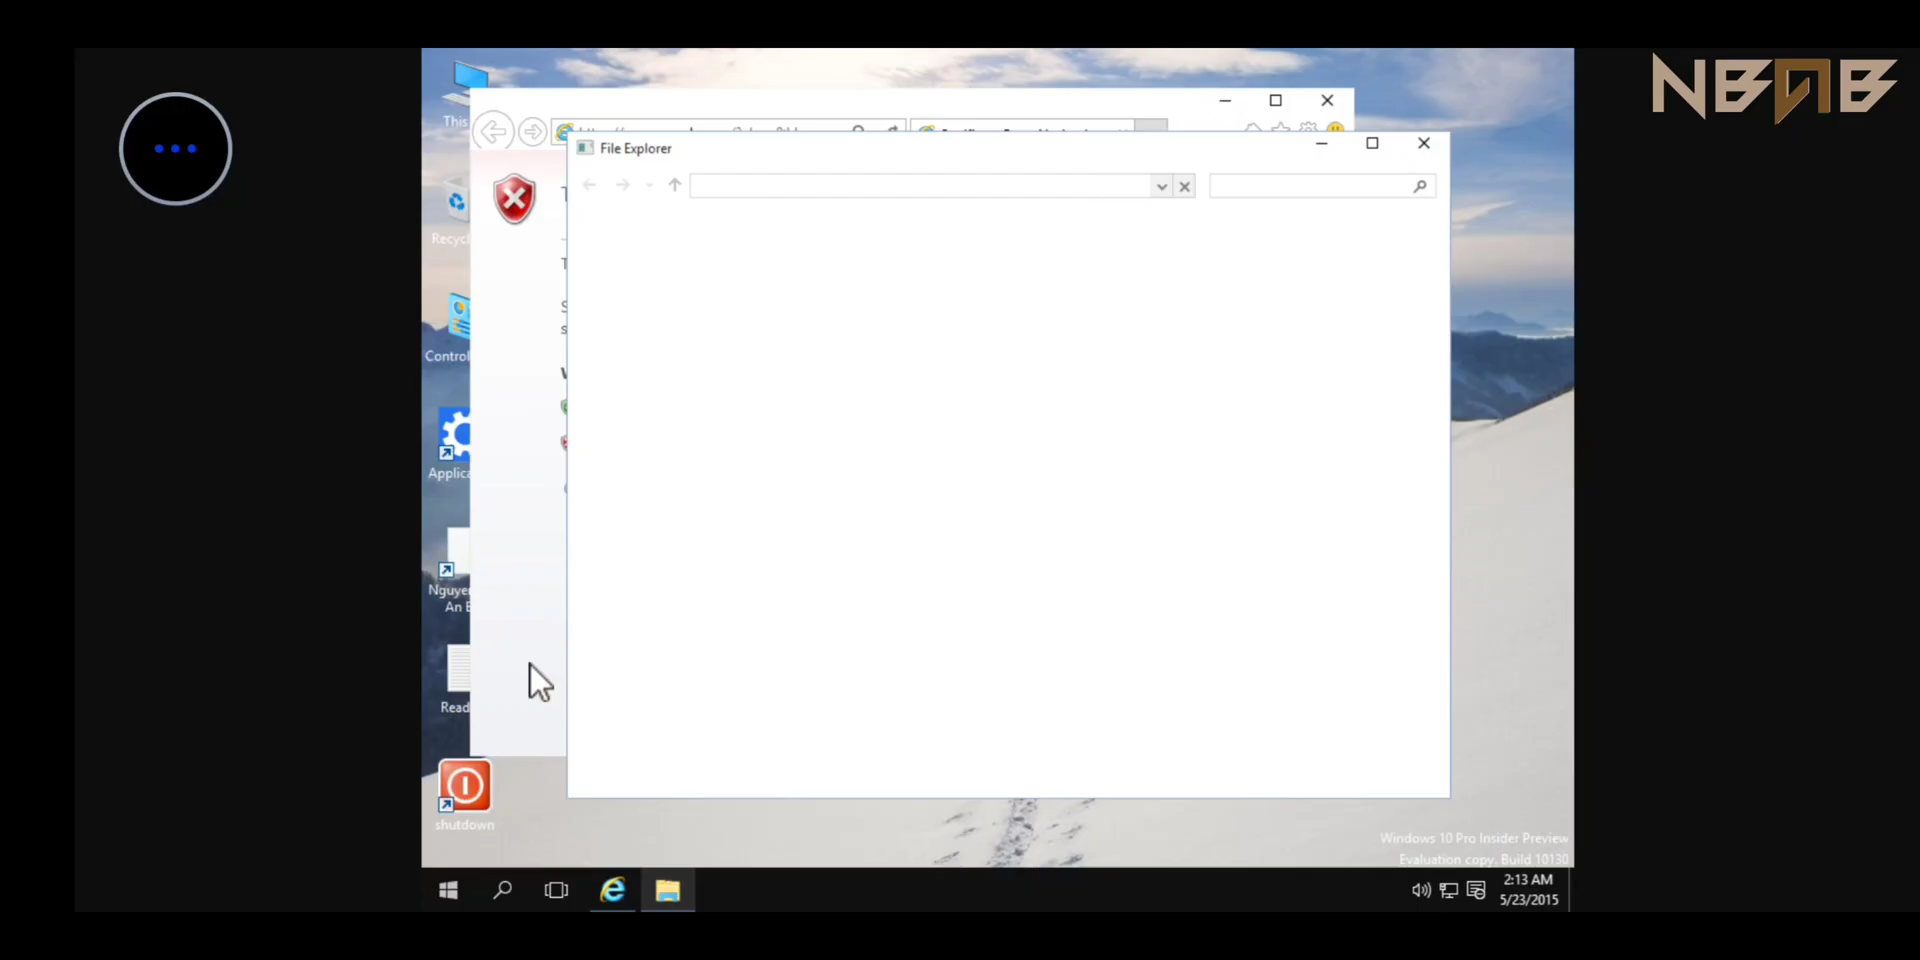 NBAB
This
File Explorer
Recycl
Control
Applica
Nguye
An B
Read
shutdown
Windows 10 Pro Insider Preview
Evaluation copy. Build 10130
2:13 AM
5/23/2015